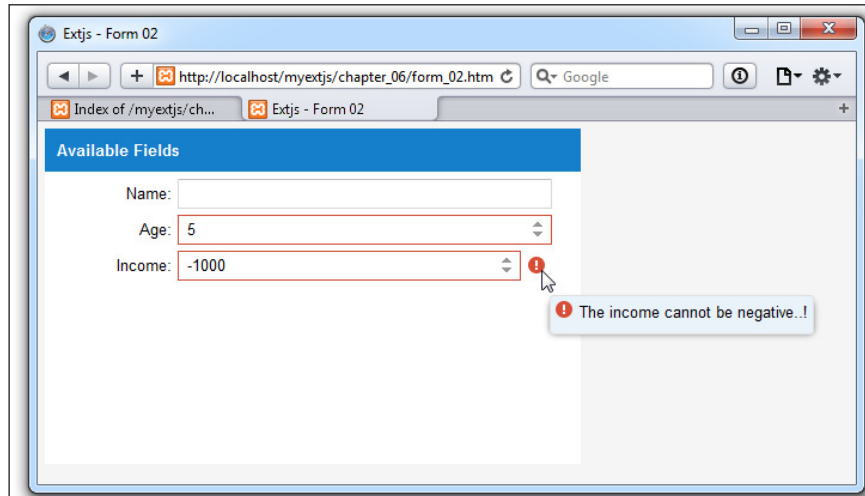 Extjs - Form 02
http://localhost/myextjs/chapter_06/form_02.htm
Google
Index of /myextjs/ch...
Extjs - Form 02
Available Fields
Name:
Age: 5
Income: -1000
The income cannot be negative..!